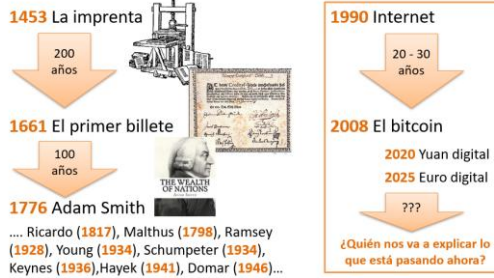 1453 La imprenta
200
años
1661 El primer billete
100
años
THE WEALTH
OF NATIONS
1776 Adam Smith
.... Ricardo (1817), Malthus (1798), Ramsey
(1928), Young (1934), Schumpeter (1934),
Keynes (1936),Hayek (1941), Domar (1946)...
1990 Internet
20 - 30
años
2008 El bitcoin
2020 Yuan digital
2025 Euro digital
???
¿Quién nos va a explicar lo
que está pasando ahora?